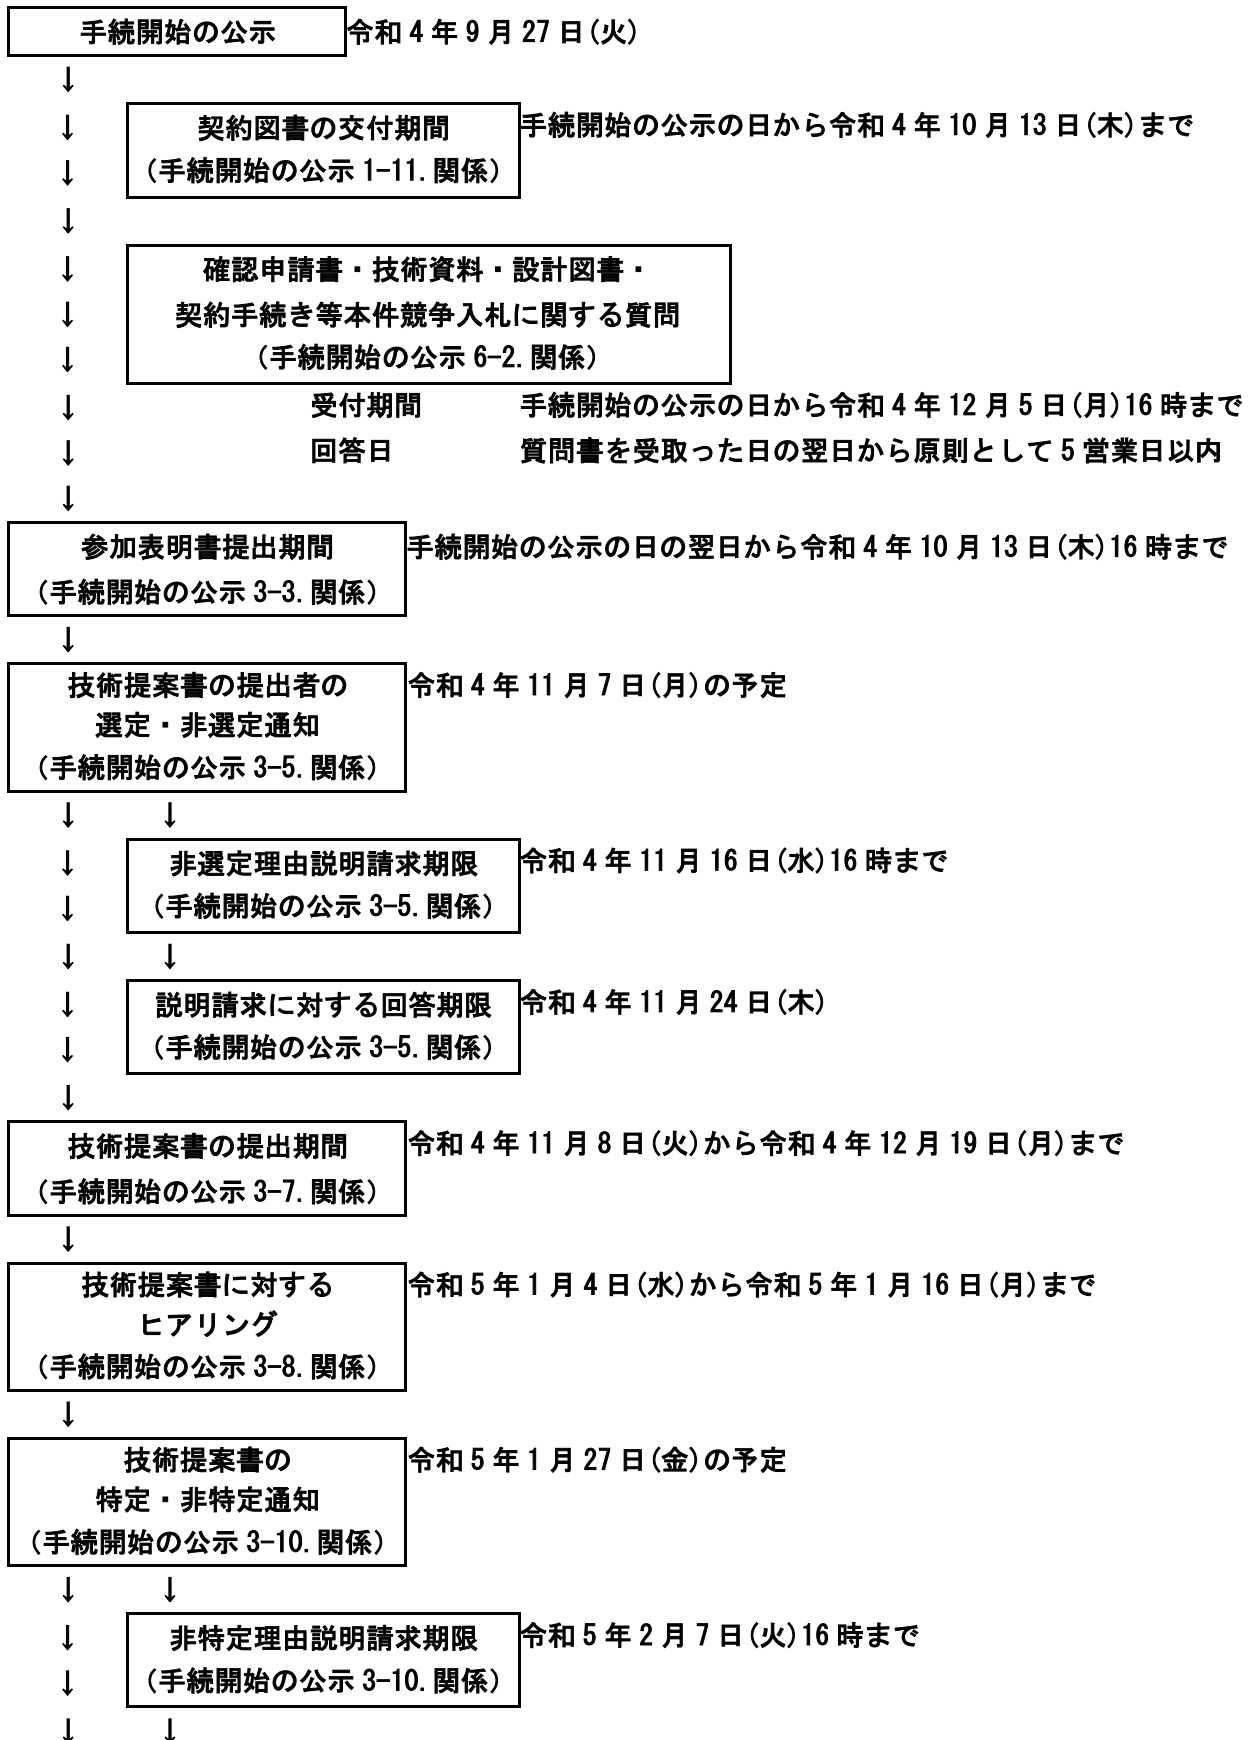 手続開始の公示 令和4年9月27日(火)
↓
↓ 契約図書の交付期間 手続開始の公示の日から令和4年10月13日(木)まで
↓ (手続開始の公示1-11.関係)
↓
↓ 確認申請書・技術資料・設計図書・
↓ 契約手続き等本件競争入札に関する質問
↓ (手続開始の公示6-2.関係)
↓ 受付期間 手続開始の公示の日から令和4年12月5日(月)16時まで
↓ 回答日 質問書を受取った日の翌日から原則として5営業日以内
↓
参加表明書提出期間 手続開始の公示の日の翌日から令和4年10月13日(木)16時まで
(手続開始の公示3-3.関係)
↓
技術提案書の提出者の 令和4年11月7日(月)の予定
選定・非選定通知
(手続開始の公示3-5.関係)
↓ ↓
↓ 非選定理由説明請求期限 令和4年11月16日(水)16時まで
↓ (手続開始の公示3-5.関係)
↓ ↓
↓ 説明請求に対する回答期限 令和4年11月24日(木)
↓ (手続開始の公示3-5.関係)
↓
技術提案書の提出期間 令和4年11月8日(火)から令和4年12月19日(月)まで
(手続開始の公示3-7.関係)
↓
技術提案書に対する 令和5年1月4日(水)から令和5年1月16日(月)まで
ヒアリング
(手続開始の公示3-8.関係)
↓
技術提案書の 令和5年1月27日(金)の予定
特定・非特定通知
(手続開始の公示3-10.関係)
↓ ↓
↓ 非特定理由説明請求期限 令和5年2月7日(火)16時まで
↓ (手続開始の公示3-10.関係)
↓ ↓